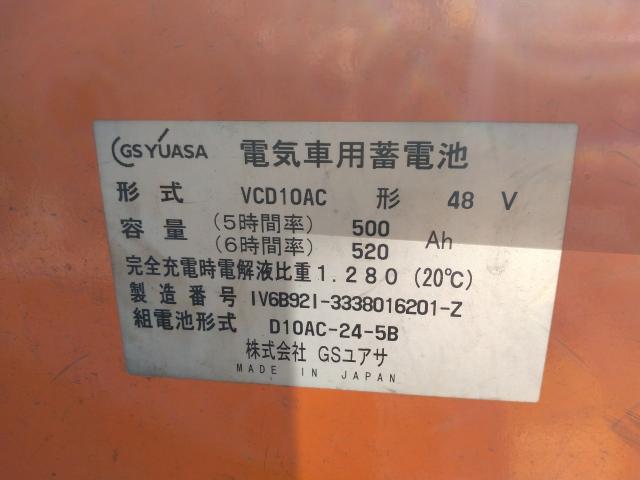 GS YUASA 電気車用蓄電池
形式 VCD10AC 形 48 V
容量 (5時間率) 500 Ah
(6時間率) 520
完全充電時電解液比重1.280 (20℃)
製造番号 IV6B92I-3338016201-Z
組電池形式 D10AC-24-5B
株式会社 GSユアサ
MADE IN JAPAN